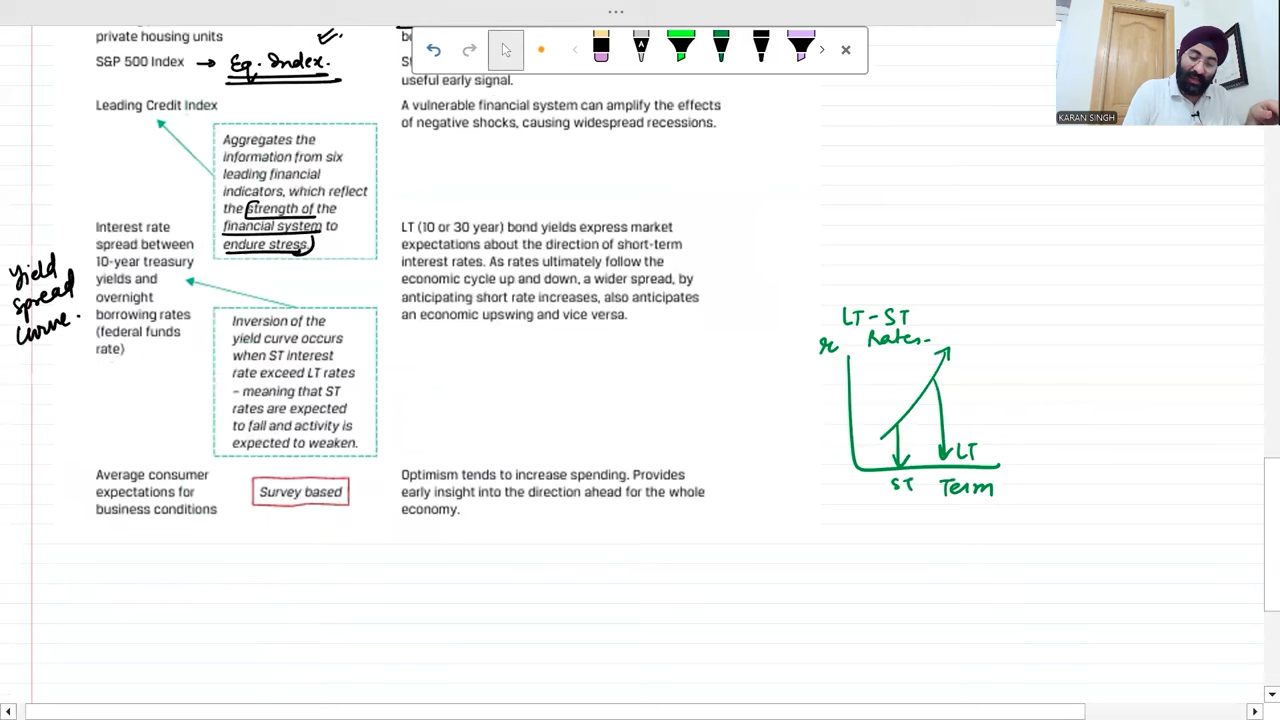 private housing units
S&P 500 Index → Eq. Index.
useful early signal.
Leading Credit Index
A vulnerable financial system can amplify the effects
of negative shocks, causing widespread recessions.
Aggregates the
information from six
leading financial
indicators, which reflect
the strength of the
financial system to
endure stress.
Yield
Spread
Curve.
Interest rate
spread between
10-year treasury
yields and
overnight
borrowing rates
(federal funds
rate)
LT (10 or 30 year) bond yields express market
expectations about the direction of short-term
interest rates. As rates ultimately follow the
economic cycle up and down, a wider spread, by
anticipating short rate increases, also anticipates
an economic upswing and vice versa.
Inversion of the
yield curve occurs
when ST interest
rate exceed LT rates
– meaning that ST
rates are expected
to fall and activity is
expected to weaken.
LT - ST
Rates-
r
LT
ST Term
Average consumer
expectations for
business conditions
Survey based
Optimism tends to increase spending. Provides
early insight into the direction ahead for the whole
economy.
KARAN SINGH